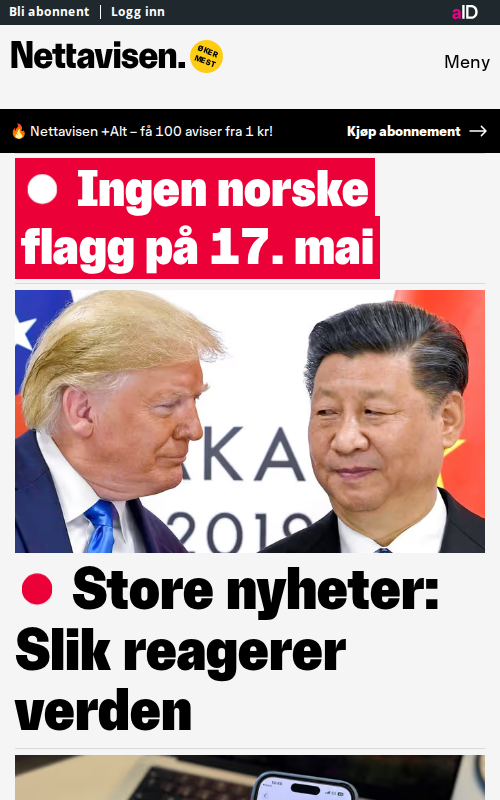 Bli abonnent
Logg inn
aID
Nettavisen.
ØKER
MEST
Meny
🔥 Nettavisen +Alt – få 100 aviser fra 1 kr!
Kjøp abonnement →
Ingen norske
flagg på 17. mai
AKA
2019
Store nyheter:
Slik reagerer
verden